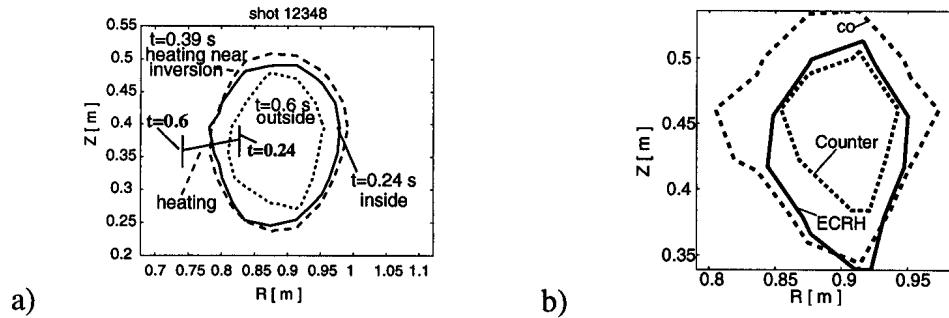 shot 12348
0.55
0.5
0.45
0.4
0.35
0.3
0.25
0.2
Z [ m ]
t=0.39 s
heating near
inversion
t=0.6 s
outside
t=0.6
t=0.24
heating
t=0.24 s
inside
0.7 0.75 0.8 0.85 0.9 0.95 1 1.05 1.1
R [ m ]
a)
0.5
0.45
0.4
0.35
Z [ m ]
co
Counter
ECRH
0.8 0.85 0.9 0.95
R [ m ]
b)